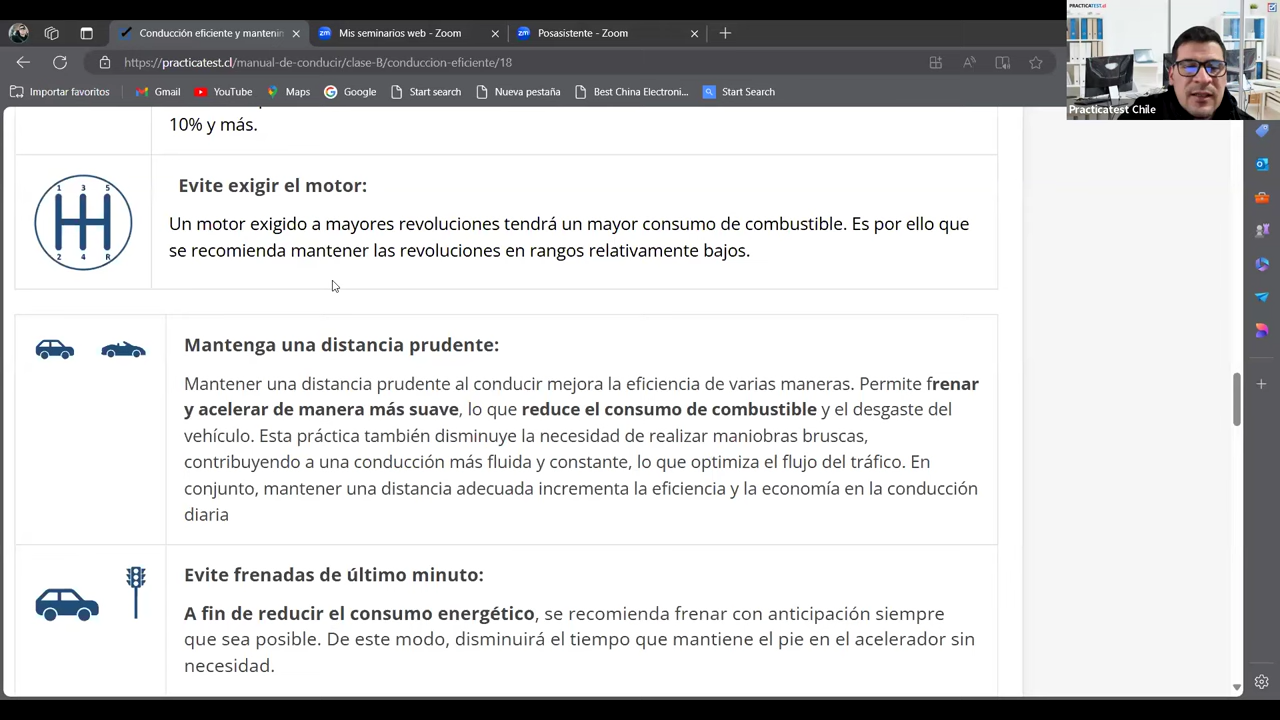 PRACTICATEST.cl
Conducción eficiente y mantenin
Mis seminarios web - Zoom
Posasistente - Zoom
https://practicatest.cl/manual-de-conducir/clase-B/conduccion-eficiente/18
Importar favoritos
Gmail
YouTube
Maps
Google
Start search
Nueva pestaña
Best China Electroni...
Start Search
Practicatest Chile
10% y más.
1 3 5
2 4 R
Evite exigir el motor:
Un motor exigido a mayores revoluciones tendrá un mayor consumo de combustible. Es por ello que
se recomienda mantener las revoluciones en rangos relativamente bajos.
Mantenga una distancia prudente:
Mantener una distancia prudente al conducir mejora la eficiencia de varias maneras. Permite frenar
y acelerar de manera más suave, lo que reduce el consumo de combustible y el desgaste del
vehículo. Esta práctica también disminuye la necesidad de realizar maniobras bruscas,
contribuyendo a una conducción más fluida y constante, lo que optimiza el flujo del tráfico. En
conjunto, mantener una distancia adecuada incrementa la eficiencia y la economía en la conducción
diaria
Evite frenadas de último minuto:
A fin de reducir el consumo energético, se recomienda frenar con anticipación siempre
que sea posible. De este modo, disminuirá el tiempo que mantiene el pie en el acelerador sin
necesidad.